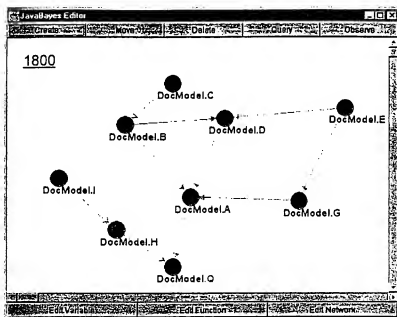 JavaBayes Editor
Create Move Delete Query Observe
1800
DocModel.C
DocModel.B
DocModel.D
DocModel.E
DocModel.I
DocModel.A
DocModel.G
DocModel.H
DocModel.Q
Edit Variable Edit Function Edit Network